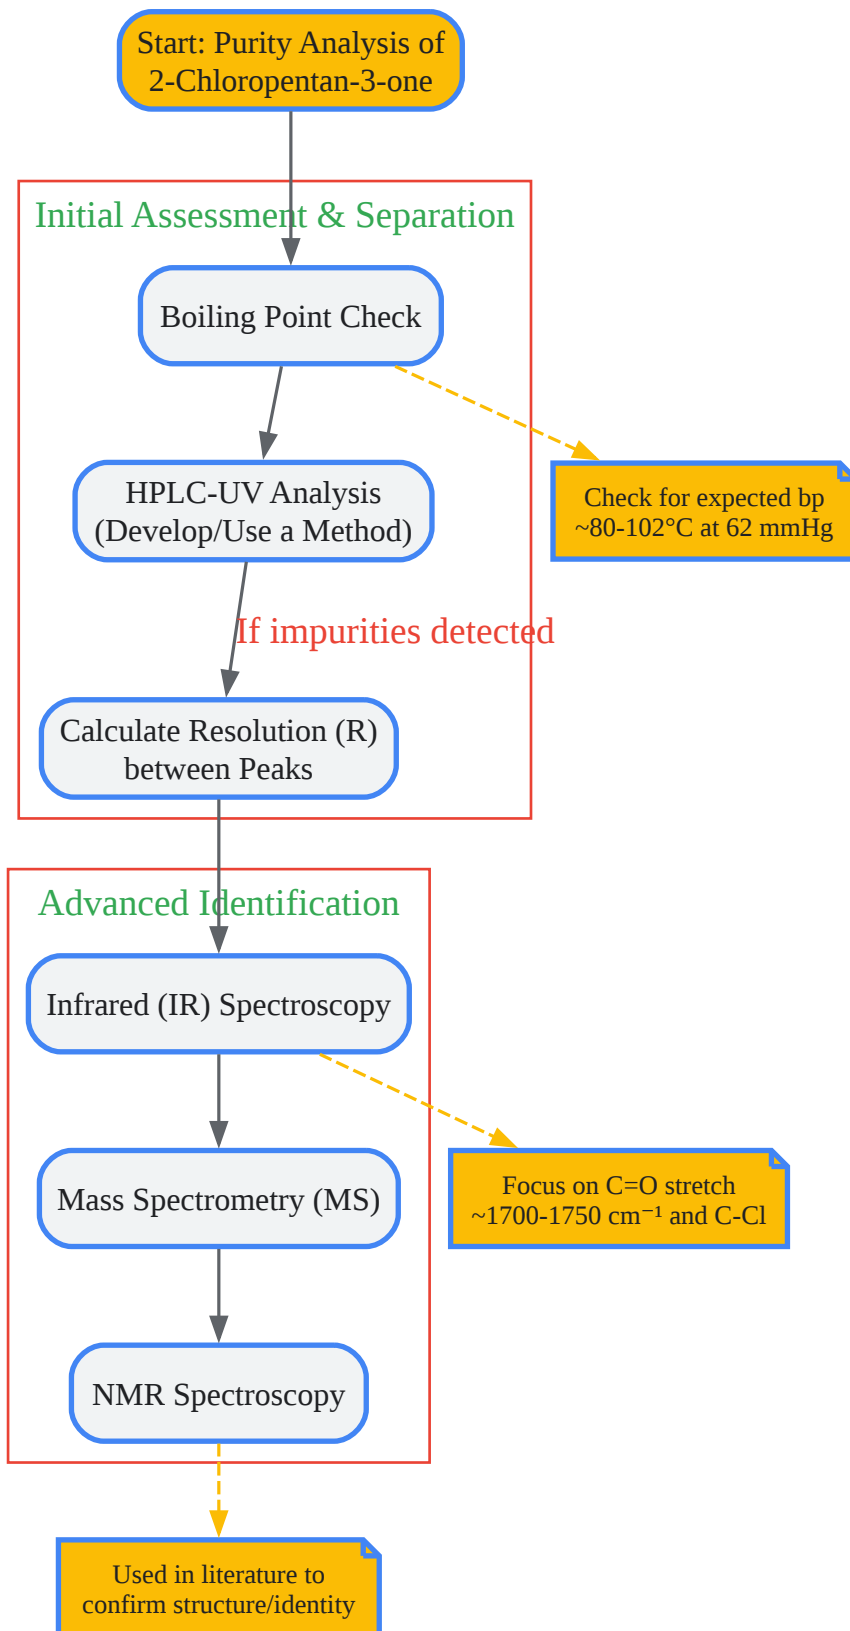 Start: Purity Analysis of
2-Chloropentan-3-one
Initial Assessment & Separation
Boiling Point Check
HPLC-UV Analysis
(Develop/Use a Method)
Check for expected bp
~80-102°C at 62 mmHg
If impurities detected
Calculate Resolution (R)
between Peaks
Advanced Identification
Infrared (IR) Spectroscopy
Mass Spectrometry (MS)
Focus on C=O stretch
~1700-1750 cm⁻¹ and C-Cl
NMR Spectroscopy
Used in literature to
confirm structure/identity